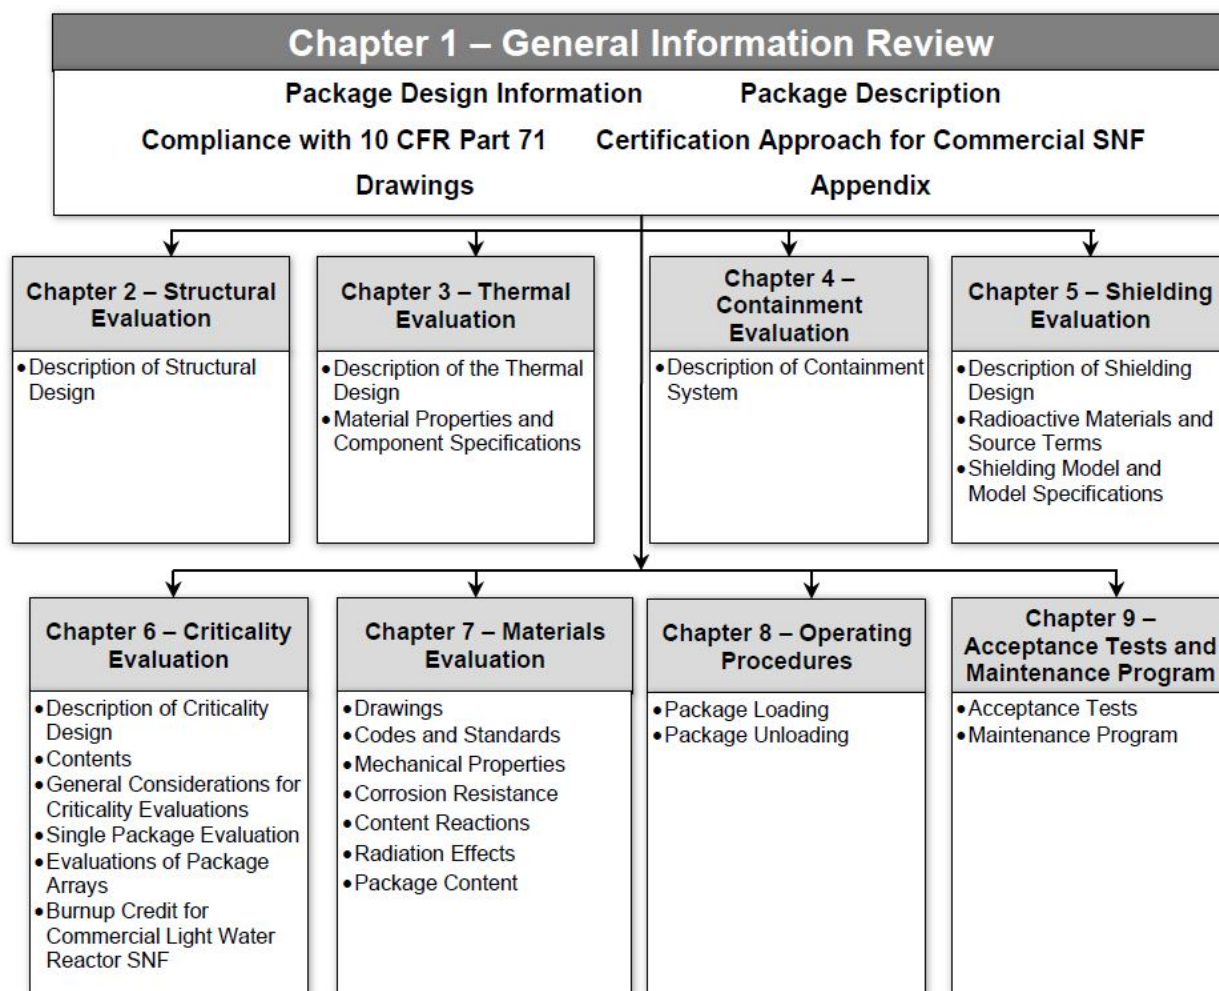 Chapter 1 – General Information Review
Package Design Information
Package Description
Compliance with 10 CFR Part 71
Certification Approach for Commercial SNF
Drawings
Appendix
Chapter 2 – Structural
Evaluation
•Description of Structural
Design
Chapter 3 – Thermal
Evaluation
•Description of the Thermal
Design
•Material Properties and
Component Specifications
Chapter 4 –
Containment
Evaluation
•Description of Containment
System
Chapter 5 – Shielding
Evaluation
•Description of Shielding
Design
•Radioactive Materials and
Source Terms
•Shielding Model and
Model Specifications
Chapter 6 – Criticality
Evaluation
•Description of Criticality
Design
•Contents
•General Considerations for
Criticality Evaluations
•Single Package Evaluation
•Evaluations of Package
Arrays
•Burnup Credit for
Commercial Light Water
Reactor SNF
Chapter 7 – Materials
Evaluation
•Drawings
•Codes and Standards
•Mechanical Properties
•Corrosion Resistance
•Content Reactions
•Radiation Effects
•Package Content
Chapter 8 – Operating
Procedures
•Package Loading
•Package Unloading
Chapter 9 –
Acceptance Tests and
Maintenance Program
•Acceptance Tests
•Maintenance Program